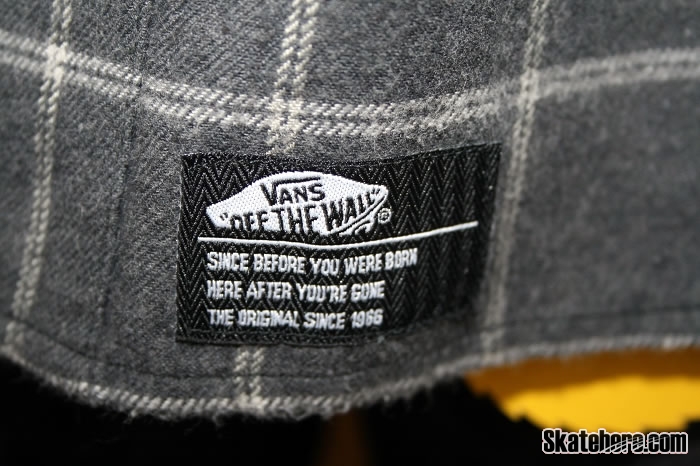 VANS
"OFF THE WALL"
®
SINCE BEFORE YOU WERE BORN
HERE AFTER YOU'RE GONE
THE ORIGINAL SINCE 1966
Skatehero.com